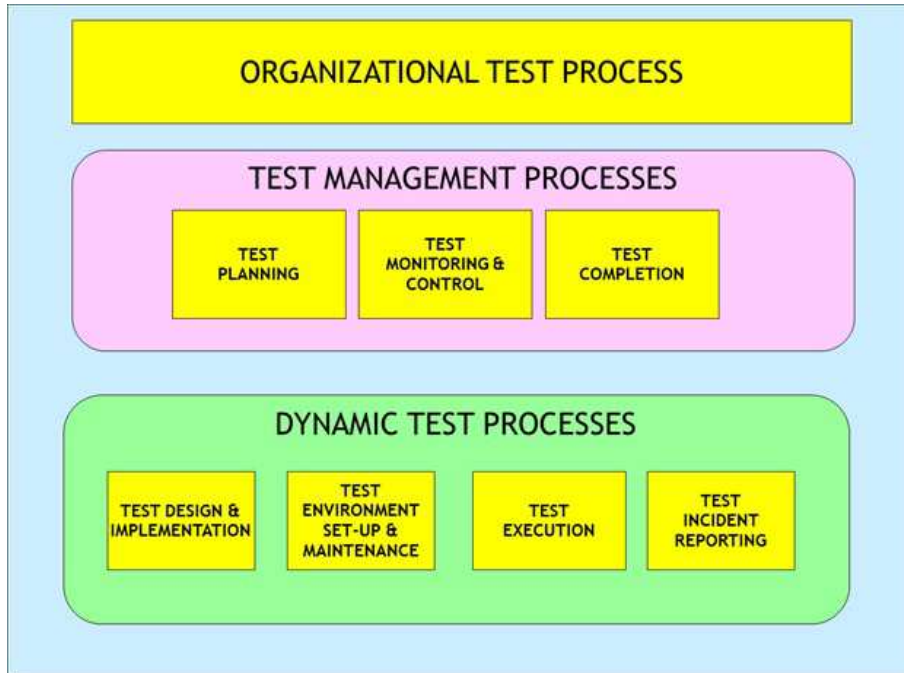 ORGANIZATIONAL TEST PROCESS
TEST MANAGEMENT PROCESSES
TEST
PLANNING
TEST
MONITORING &
CONTROL
TEST
COMPLETION
DYNAMIC TEST PROCESSES
TEST DESIGN &
IMPLEMENTATION
TEST
ENVIRONMENT
SET-UP &
MAINTENANCE
TEST
EXECUTION
TEST
INCIDENT
REPORTING